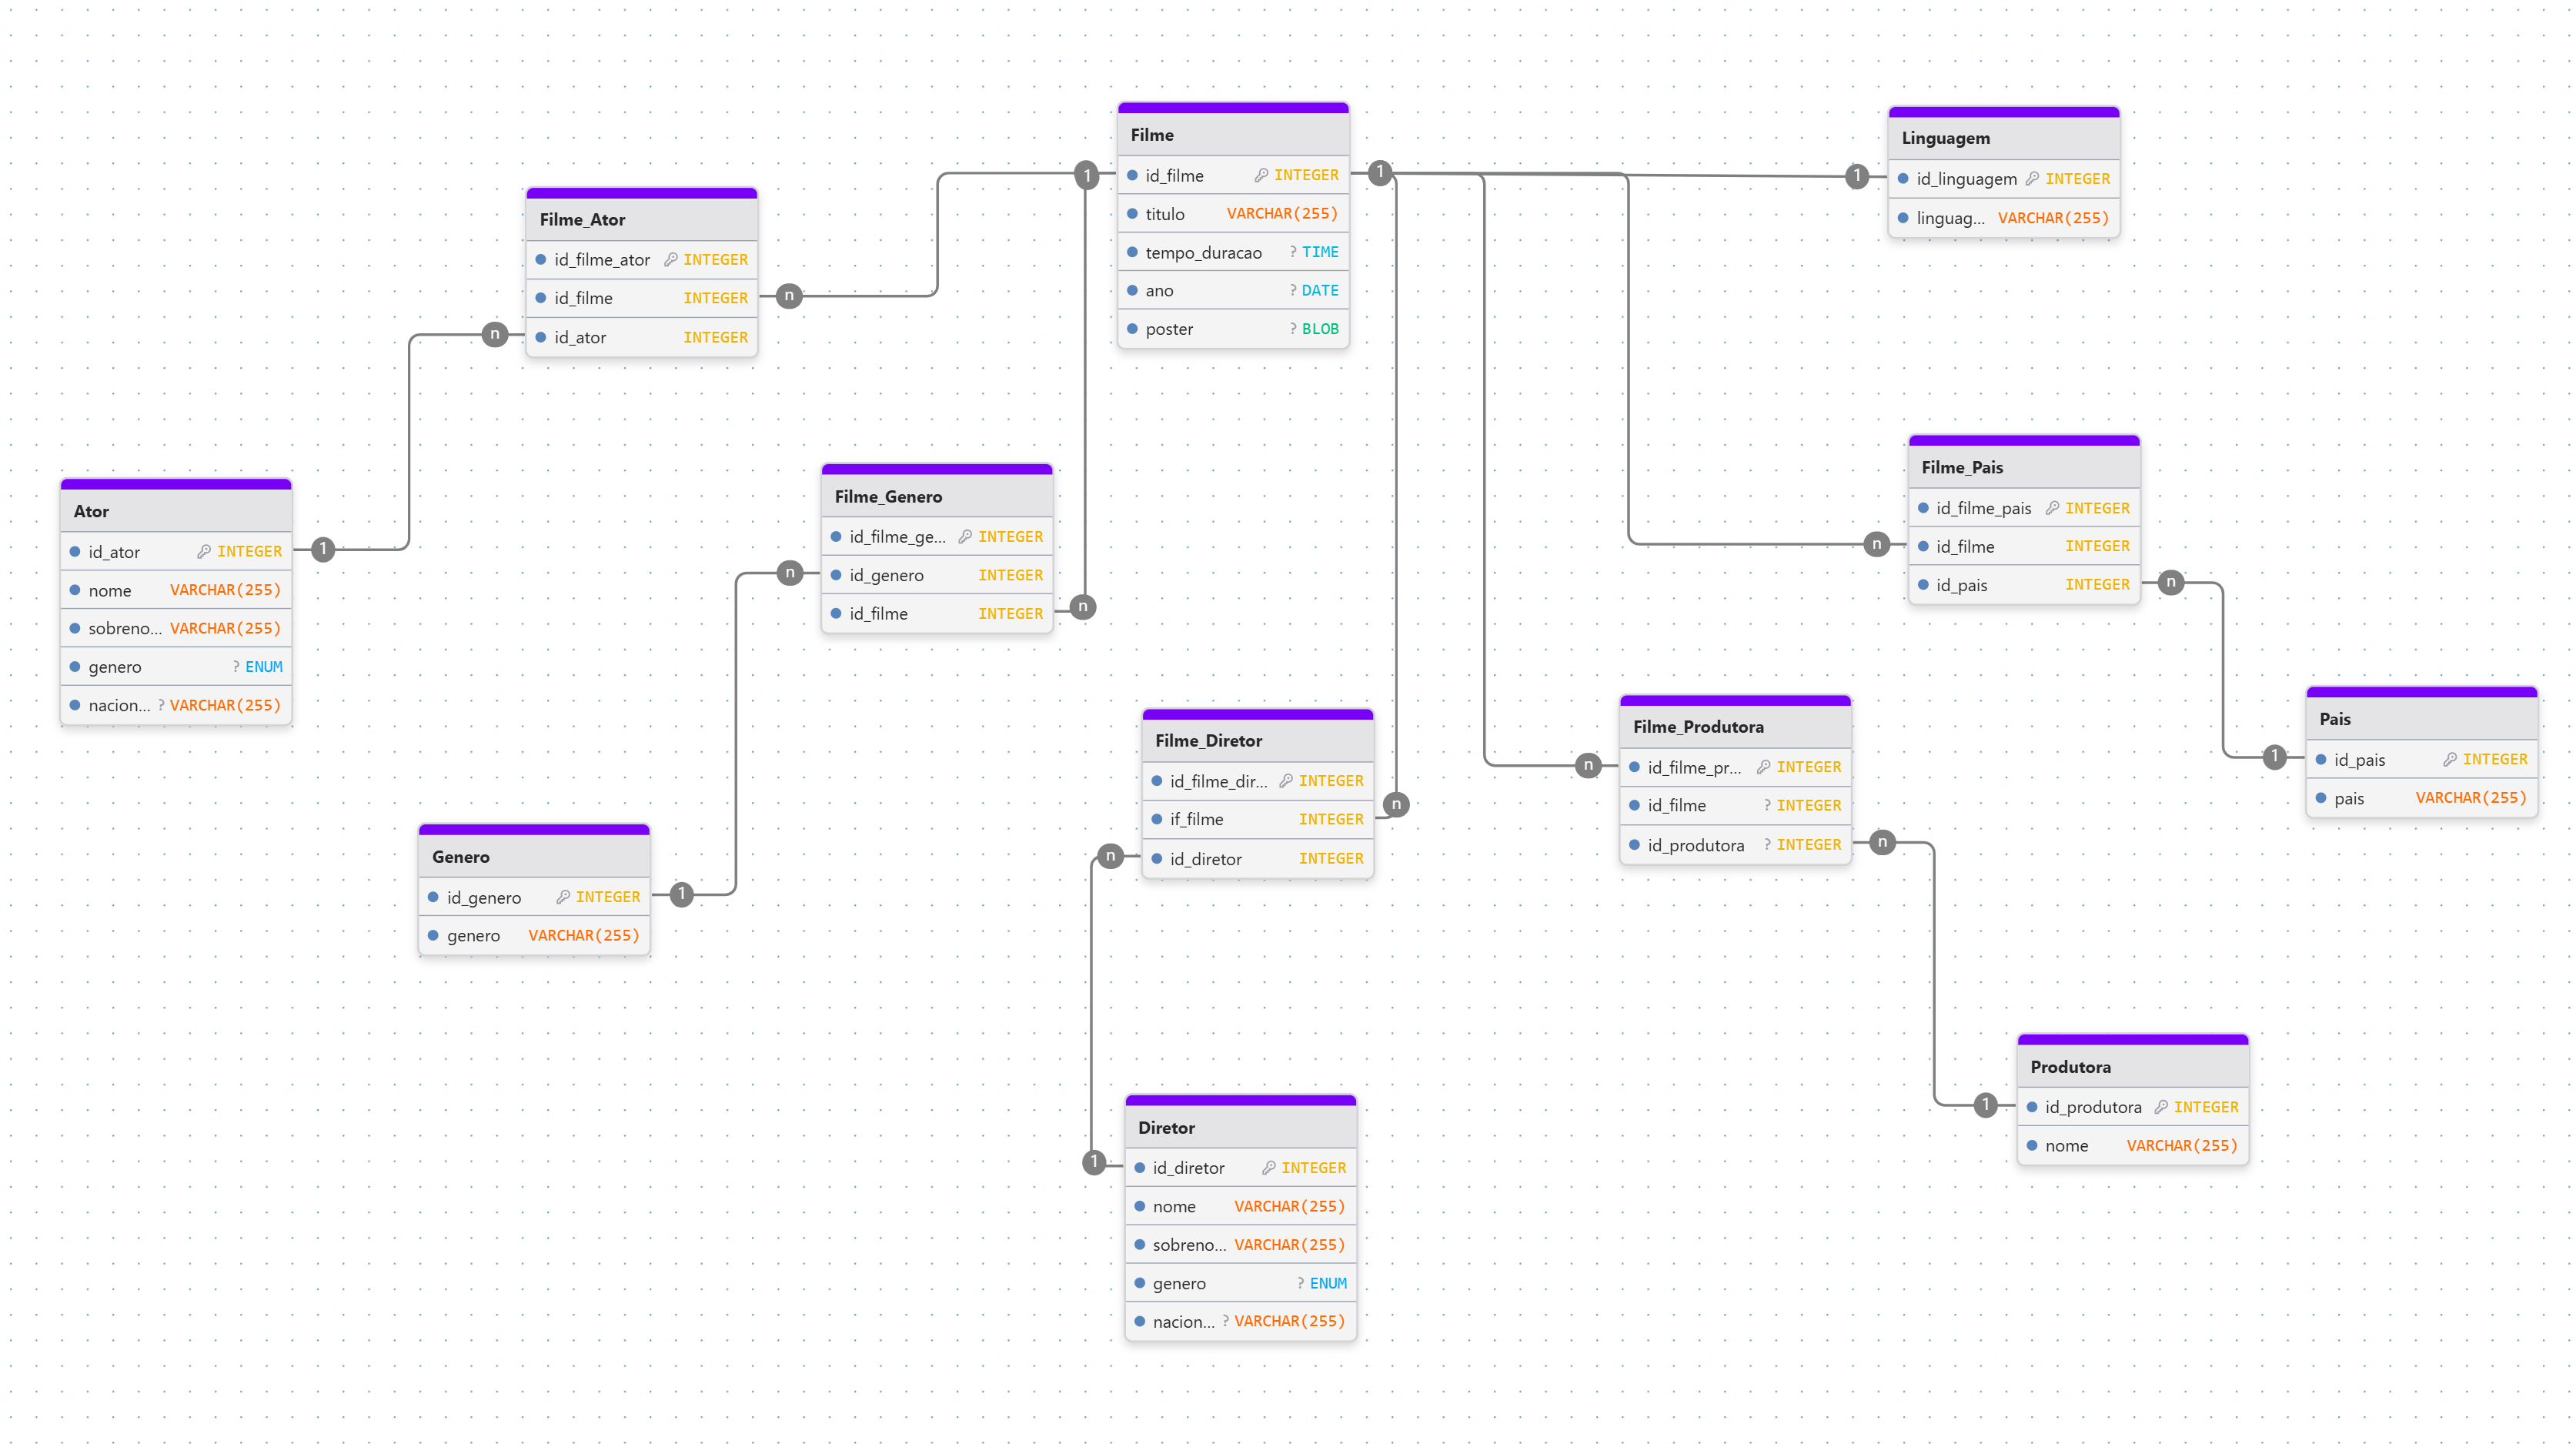 Filme
id_filme INTEGER
titulo VARCHAR(255)
tempo_duracao ? TIME
ano ? DATE
poster ? BLOB
Linguagem
id_linguagem INTEGER
linguag... VARCHAR(255)
Filme_Ator
id_filme_ator INTEGER
id_filme INTEGER
id_ator INTEGER
Ator
id_ator INTEGER
nome VARCHAR(255)
sobreno... VARCHAR(255)
genero ? ENUM
nacion... ? VARCHAR(255)
Filme_Genero
id_filme_ge... INTEGER
id_genero INTEGER
id_filme INTEGER
Filme_Pais
id_filme_pais INTEGER
id_filme INTEGER
id_pais INTEGER
Pais
id_pais INTEGER
pais VARCHAR(255)
Filme_Diretor
id_filme_dir... INTEGER
if_filme INTEGER
id_diretor INTEGER
Filme_Produtora
id_filme_pr... INTEGER
id_filme ? INTEGER
id_produtora ? INTEGER
Genero
id_genero INTEGER
genero VARCHAR(255)
Produtora
id_produtora INTEGER
nome VARCHAR(255)
Diretor
id_diretor INTEGER
nome VARCHAR(255)
sobreno... VARCHAR(255)
genero ? ENUM
nacion... ? VARCHAR(255)
1
1
1
n
n
1
n
n
n
n
n
1
n
n
n
1
1
1